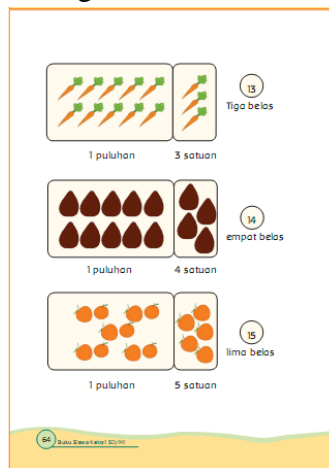 13
Tiga belas
1 puluhan 3 satuan
14
empat belas
1 puluhan 4 satuan
15
lima belas
1 puluhan 5 satuan
64 Buku Siswa Kelas 1 SD/MI